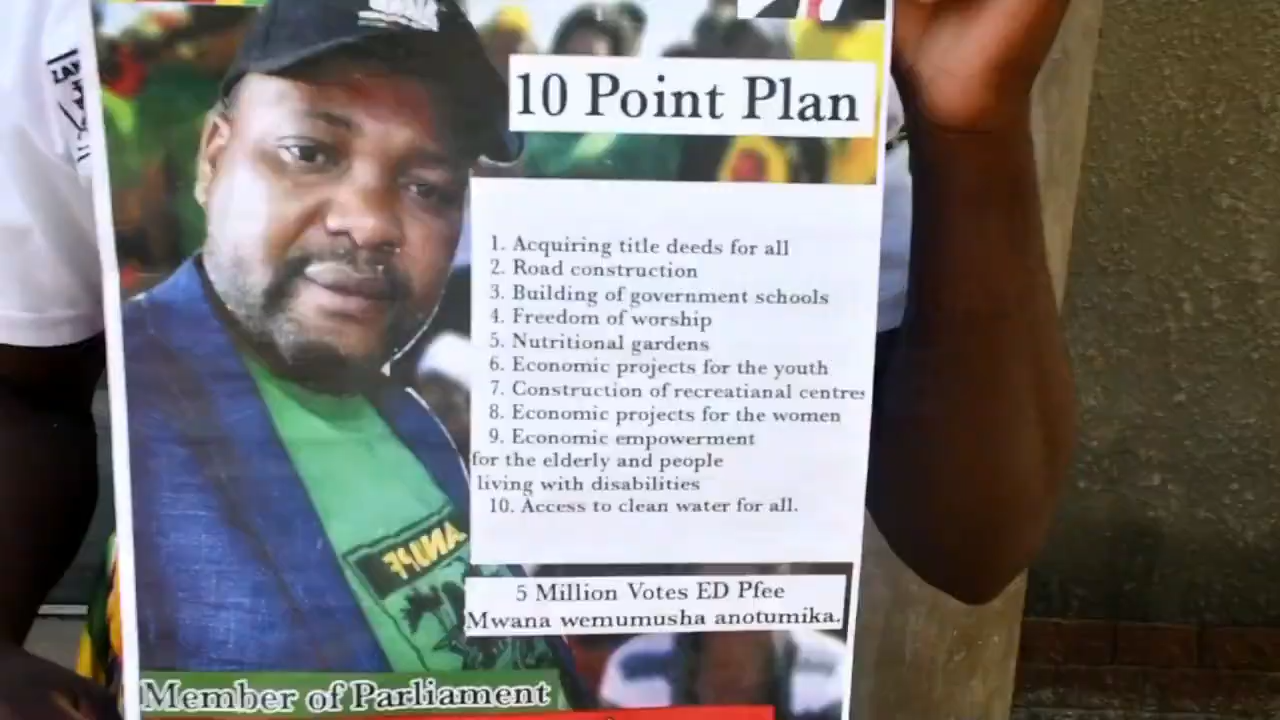 10 Point Plan
1. Acquiring title deeds for all
2. Road construction
3. Building of government schools
4. Freedom of worship
5. Nutritional gardens
6. Economic projects for the youth
7. Construction of recreatianal centres
8. Economic projects for the women
9. Economic empowerment
for the elderly and people
living with disabilities
10. Access to clean water for all.
5 Million Votes ED Pfee
Mwana wemumusha anotumika.
Member of Parliament